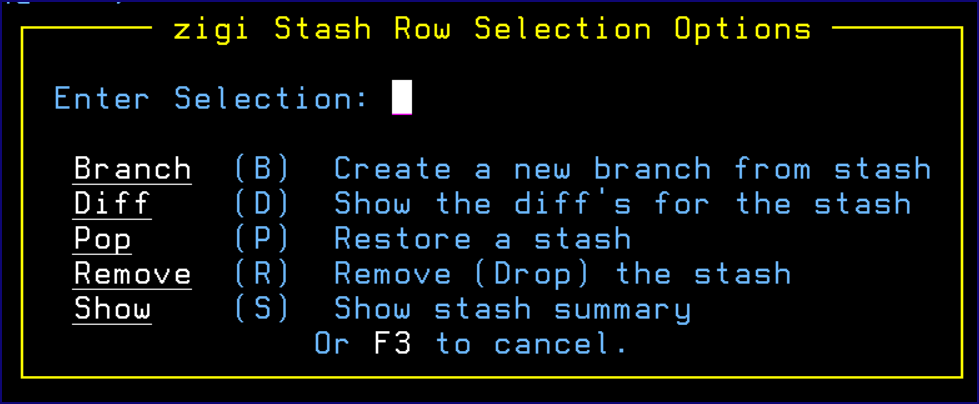 zigi Stash Row Selection Options
Enter Selection:
Branch (B) Create a new branch from stash
Diff (D) Show the diff's for the stash
Pop (P) Restore a stash
Remove (R) Remove (Drop) the stash
Show (S) Show stash summary
Or F3 to cancel.